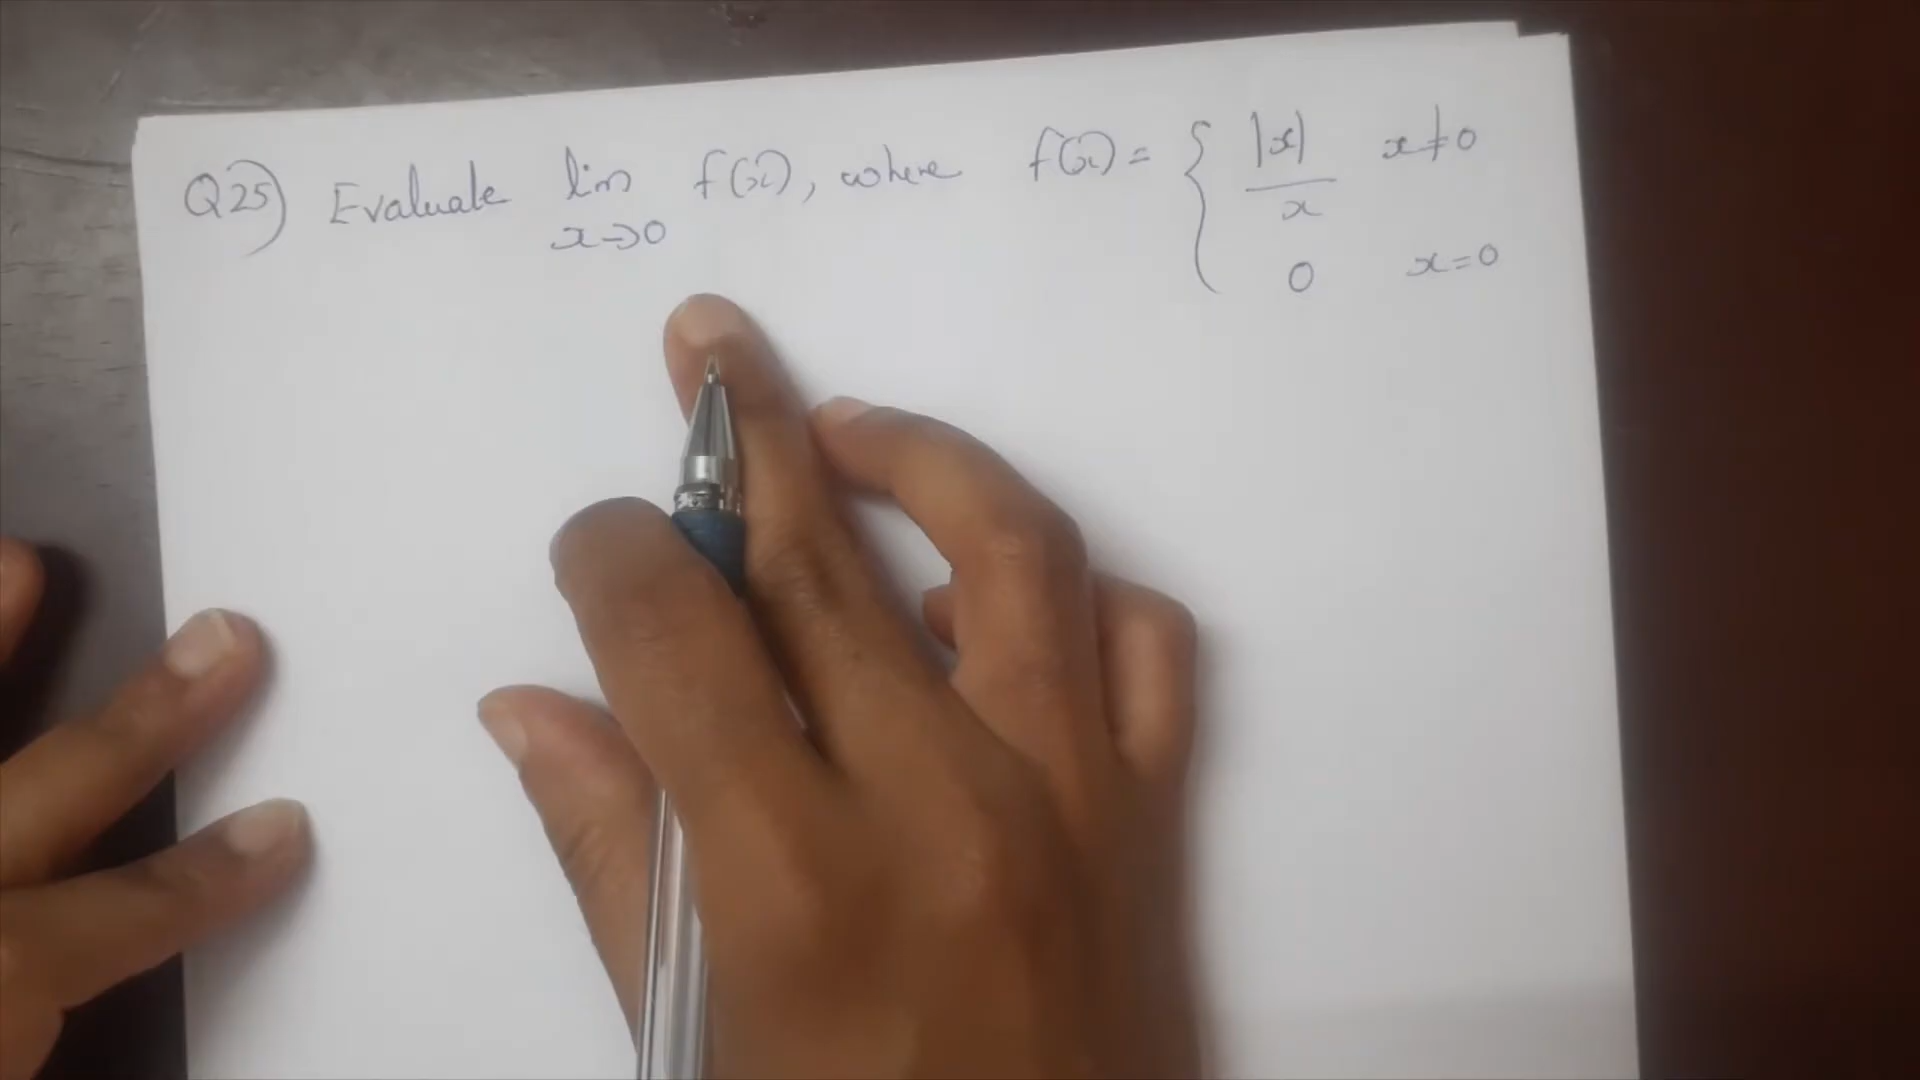 Q25) Evaluate lim f(x), where f(x) = { |x|/x x≠0
x→0
0 x=0